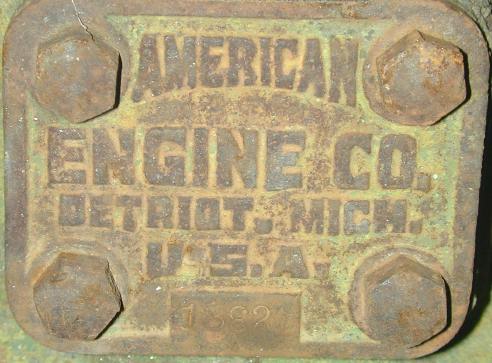 AMERICAN
ENGINE CO.
DETRIOT, MICH.
U.S.A.